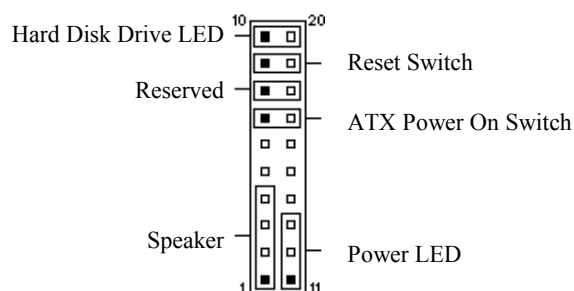 10 20
Hard Disk Drive LED
Reset Switch
Reserved
ATX Power On Switch
Speaker
Power LED
1 11